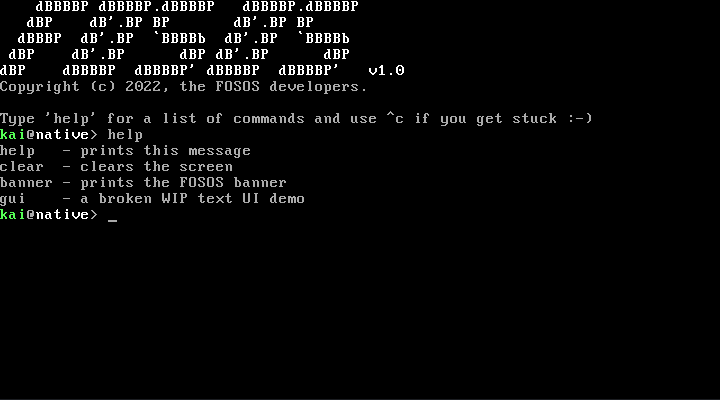 dBBBBP dBBBBP.dBBBBP   dBBBBP.dBBBBP
   dBP    dB'.BP BP       dB'.BP BP
  dBBBP  dB'.BP  `BBBBb  dB'.BP  `BBBBb
 dBP    dB'.BP      dBP dB'.BP      dBP
dBP    dBBBBP  dBBBBP' dBBBBP  dBBBBP'   v1.0
Copyright (c) 2022, the FOSOS developers.
Type 'help' for a list of commands and use ^c if you get stuck :-)
kai@native> help
help   - prints this message
clear  - clears the screen
banner - prints the FOSOS banner
gui    - a broken WIP text UI demo
kai@native> _